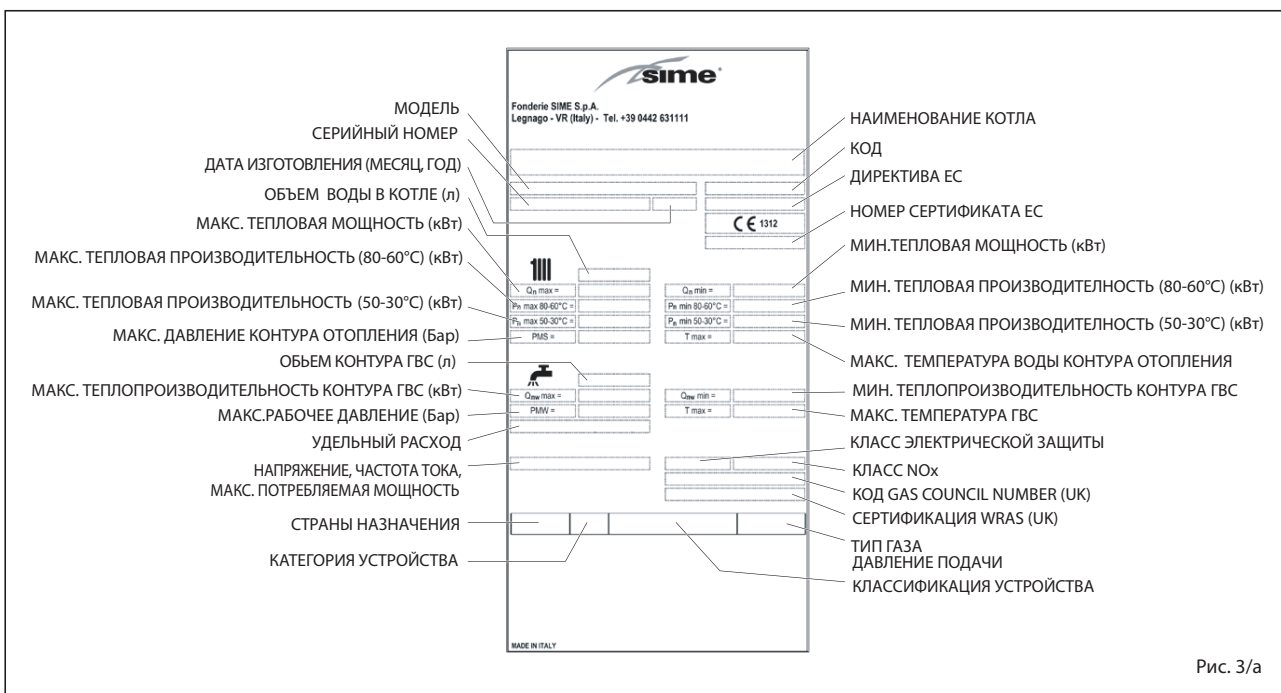 sime®
Fonderie SIME S.p.A.
Legnago - VR (Italy) - Tel. +39 0442 631111
МОДЕЛЬ
СЕРИЙНЫЙ НОМЕР
ДАТА ИЗГОТОВЛЕНИЯ (МЕСЯЦ, ГОД)
ОБЪЕМ ВОДЫ В КОТЛЕ (л)
МАКС. ТЕПЛОВАЯ МОЩНОСТЬ (кВт)
МАКС. ТЕПЛОВАЯ ПРОИЗВОДИТЕЛЬНОСТЬ (80-60°C) (кВт)
МАКС. ТЕПЛОВАЯ ПРОИЗВОДИТЕЛЬНОСТЬ (50-30°C) (кВт)
МАКС. ДАВЛЕНИЕ КОНТУРА ОТОПЛЕНИЯ (Бар)
ОБЬЕМ КОНТУРА ГВС (л)
МАКС. ТЕПЛОПРОИЗВОДИТЕЛЬНОСТЬ КОНТУРА ГВС (кВт)
МАКС.РАБОЧЕЕ ДАВЛЕНИЕ (Бар)
УДЕЛЬНЫЙ РАСХОД
НАПРЯЖЕНИЕ, ЧАСТОТА ТОКА,
МАКС. ПОТРЕБЛЯЕМАЯ МОЩНОСТЬ
СТРАНЫ НАЗНАЧЕНИЯ
КАТЕГОРИЯ УСТРОЙСТВА
CE 1312
Qn max =
Pn max 80-60°C =
Pn max 50-30°C =
PMS =
Qn min =
Pn min 80-60°C =
Pn min 50-30°C =
T max =
Qnw max =
PMW =
Qnw min =
T max =
MADE IN ITALY
НАИМЕНОВАНИЕ КОТЛА
КОД
ДИРЕКТИВА ЕС
НОМЕР СЕРТИФИКАТА ЕС
МИН.ТЕПЛОВАЯ МОЩНОСТЬ (кВт)
МИН. ТЕПЛОВАЯ ПРОИЗВОДИТЕЛНОСТЬ (80-60°C) (кВт)
МИН. ТЕПЛОВАЯ ПРОИЗВОДИТЕЛНОСТЬ (50-30°C) (кВт)
МАКС. ТЕМПЕРАТУРА ВОДЫ КОНТУРА ОТОПЛЕНИЯ
МИН. ТЕПЛОПРОИЗВОДИТЕЛЬНОСТЬ КОНТУРА ГВС
МАКС. ТЕМПЕРАТУРА ГВС
КЛАСС ЭЛЕКТРИЧЕСКОЙ ЗАЩИТЫ
КЛАСС NOx
КОД GAS COUNCIL NUMBER (UK)
СЕРТИФИКАЦИЯ WRAS (UK)
ТИП ГАЗА
ДАВЛЕНИЕ ПОДАЧИ
КЛАССИФИКАЦИЯ УСТРОЙСТВА
Рис. 3/a